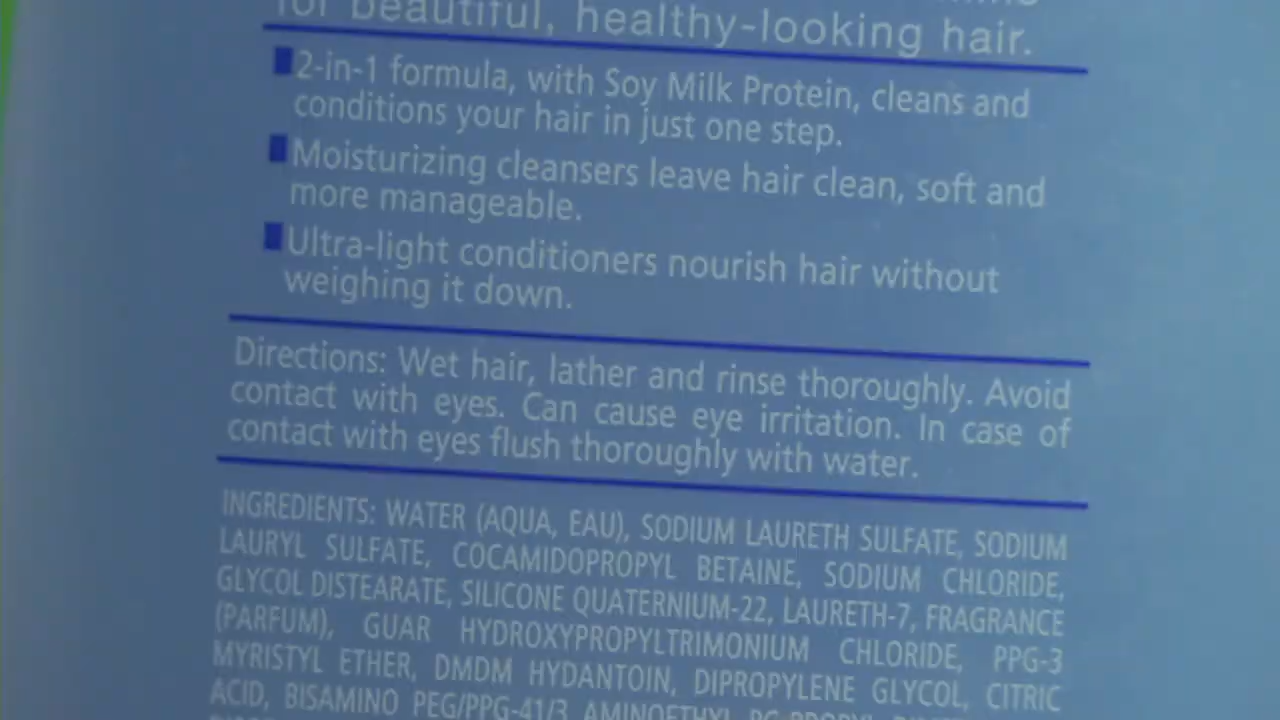 for beautiful, healthy-looking hair.
2-in-1 formula, with Soy Milk Protein, cleans and
conditions your hair in just one step.
Moisturizing cleansers leave hair clean, soft and
more manageable.
Ultra-light conditioners nourish hair without
weighing it down.
Directions: Wet hair, lather and rinse thoroughly. Avoid
contact with eyes. Can cause eye irritation. In case of
contact with eyes flush thoroughly with water.
INGREDIENTS: WATER (AQUA, EAU), SODIUM LAURETH SULFATE, SODIUM
LAURYL SULFATE, COCAMIDOPROPYL BETAINE, SODIUM CHLORIDE,
GLYCOL DISTEARATE, SILICONE QUATERNIUM-22, LAURETH-7, FRAGRANCE
(PARFUM), GUAR HYDROXYPROPYLTRIMONIUM CHLORIDE, PPG-3
MYRISTYL ETHER, DMDM HYDANTOIN, DIPROPYLENE GLYCOL, CITRIC
ACID, BISAMINO PEG/PPG-41/3 AMINOETHYL PG-PROPYL